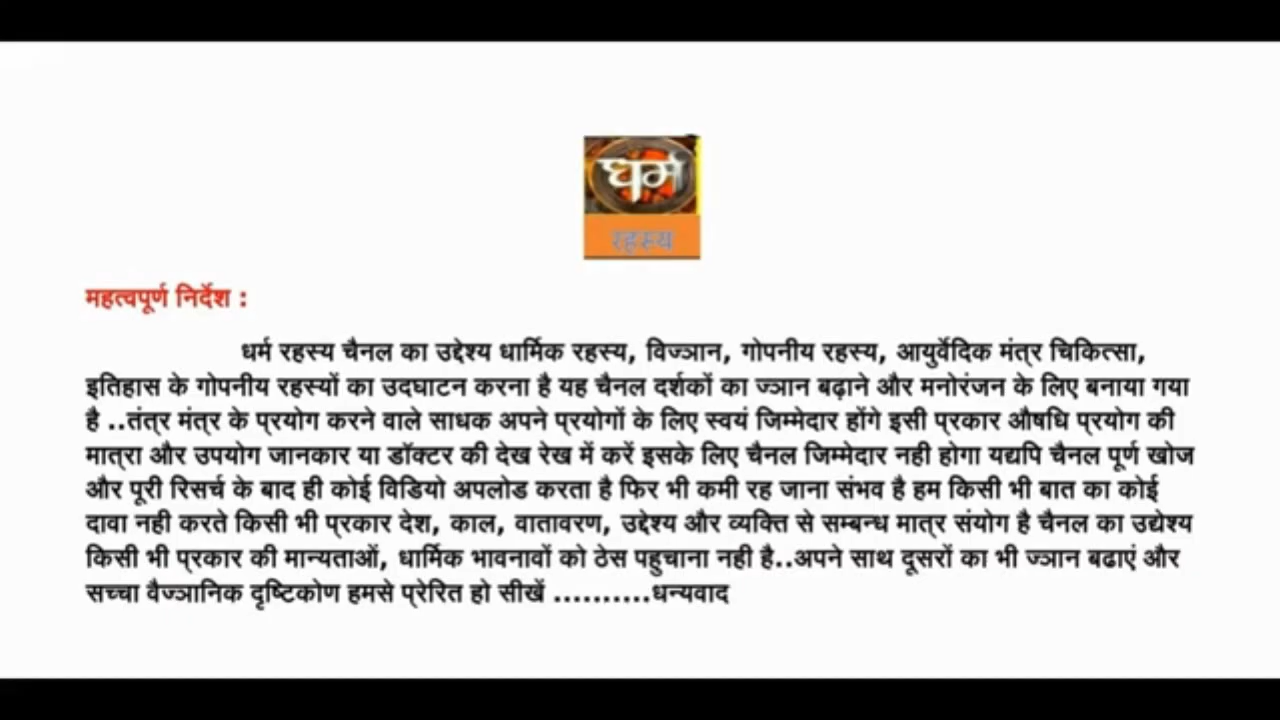 धर्म
रहस्य
महत्वपूर्ण निर्देश :
धर्म रहस्य चैनल का उद्देश्य धार्मिक रहस्य, विज्ञान, गोपनीय रहस्य, आयुर्वेदिक मंत्र चिकित्सा,
इतिहास के गोपनीय रहस्यों का उदघाटन करना है यह चैनल दर्शकों का ज्ञान बढ़ाने और मनोरंजन के लिए बनाया गया
है ..तंत्र मंत्र के प्रयोग करने वाले साधक अपने प्रयोगों के लिए स्वयं जिम्मेदार होंगे इसी प्रकार औषधि प्रयोग की
मात्रा और उपयोग जानकार या डॉक्टर की देख रेख में करें इसके लिए चैनल जिम्मेदार नही होगा यद्यपि चैनल पूर्ण खोज
और पूरी रिसर्च के बाद ही कोई विडियो अपलोड करता है फिर भी कमी रह जाना संभव है हम किसी भी बात का कोई
दावा नही करते किसी भी प्रकार देश, काल, वातावरण, उद्देश्य और व्यक्ति से सम्बन्ध मात्र संयोग है चैनल का उद्येश्य
किसी भी प्रकार की मान्यताओं, धार्मिक भावनावों को ठेस पहुचाना नही है..अपने साथ दूसरों का भी ज्ञान बढाएं और
सच्चा वैज्ञानिक दृष्टिकोण हमसे प्रेरित हो सीखें ..........धन्यवाद